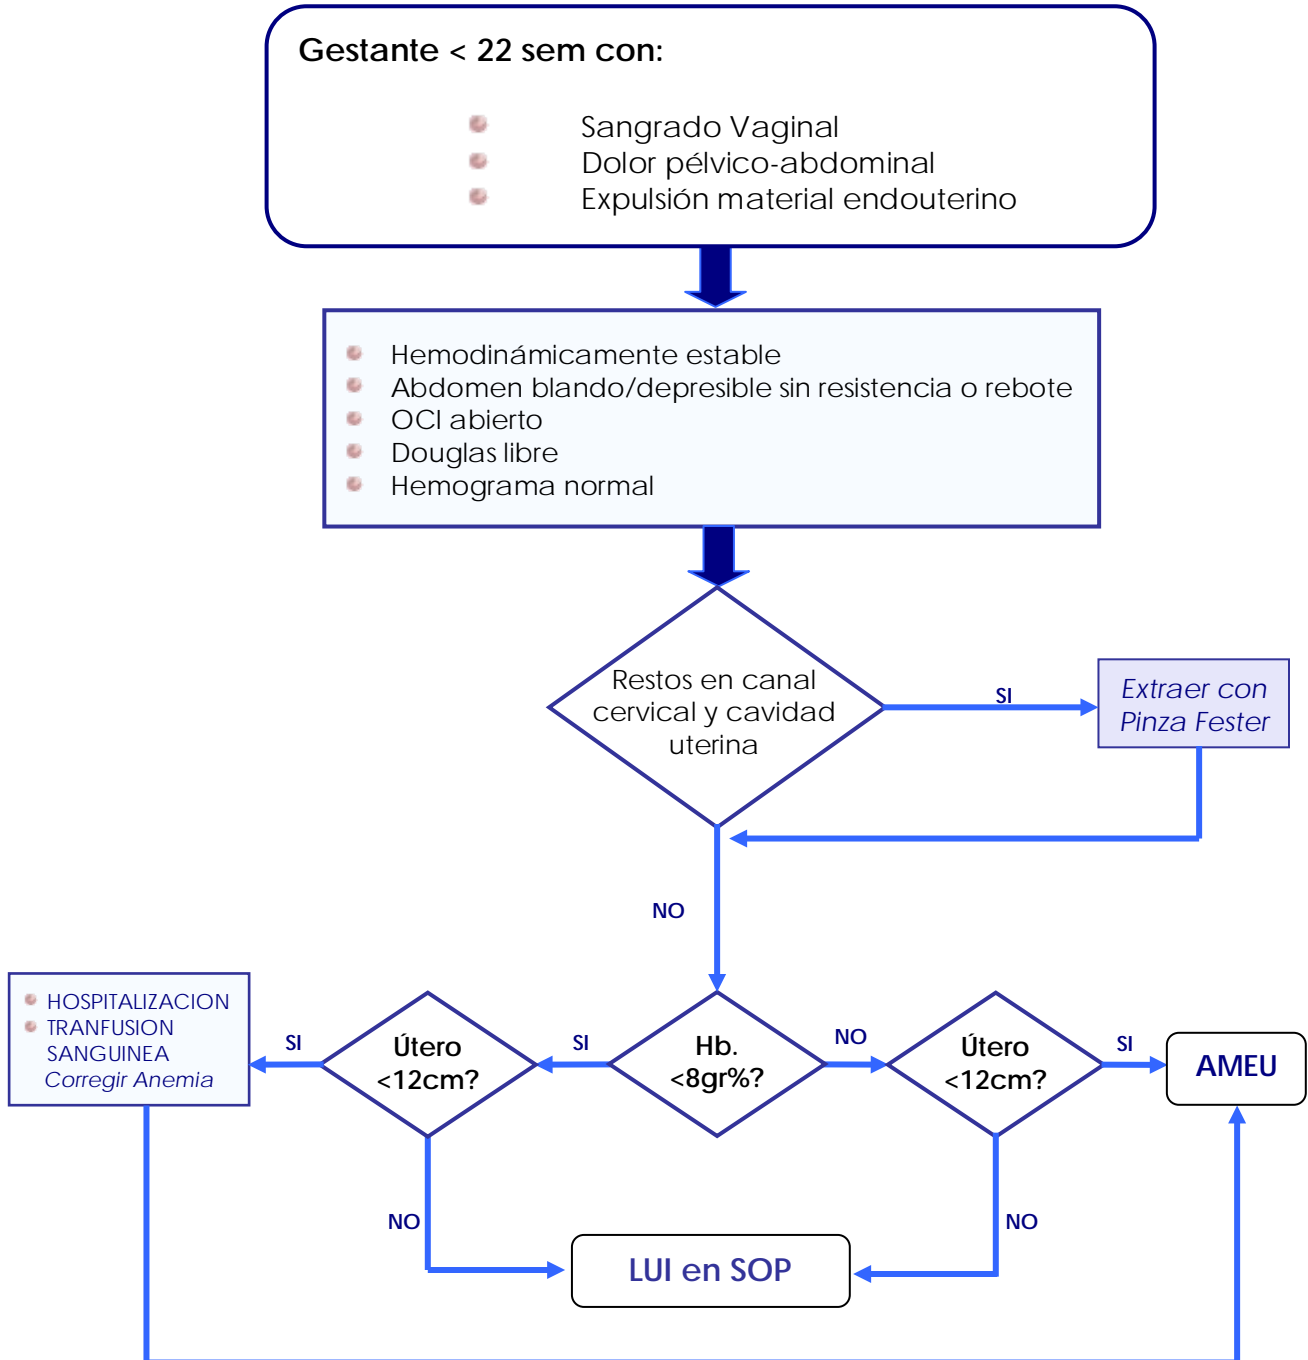 Gestante < 22 sem con:
Sangrado Vaginal
Dolor pélvico-abdominal
Expulsión material endouterino
Hemodinámicamente estable
Abdomen blando/depresible sin resistencia o rebote
OCI abierto
Douglas libre
Hemograma normal
Restos en canal
cervical y cavidad
uterina
SI
Extraer con
Pinza Fester
NO
HOSPITALIZACION
TRANFUSION
SANGUINEA
Corregir Anemia
SI
Útero
<12cm?
SI
Hb.
<8gr%?
NO
Útero
<12cm?
SI
AMEU
NO
NO
LUI en SOP